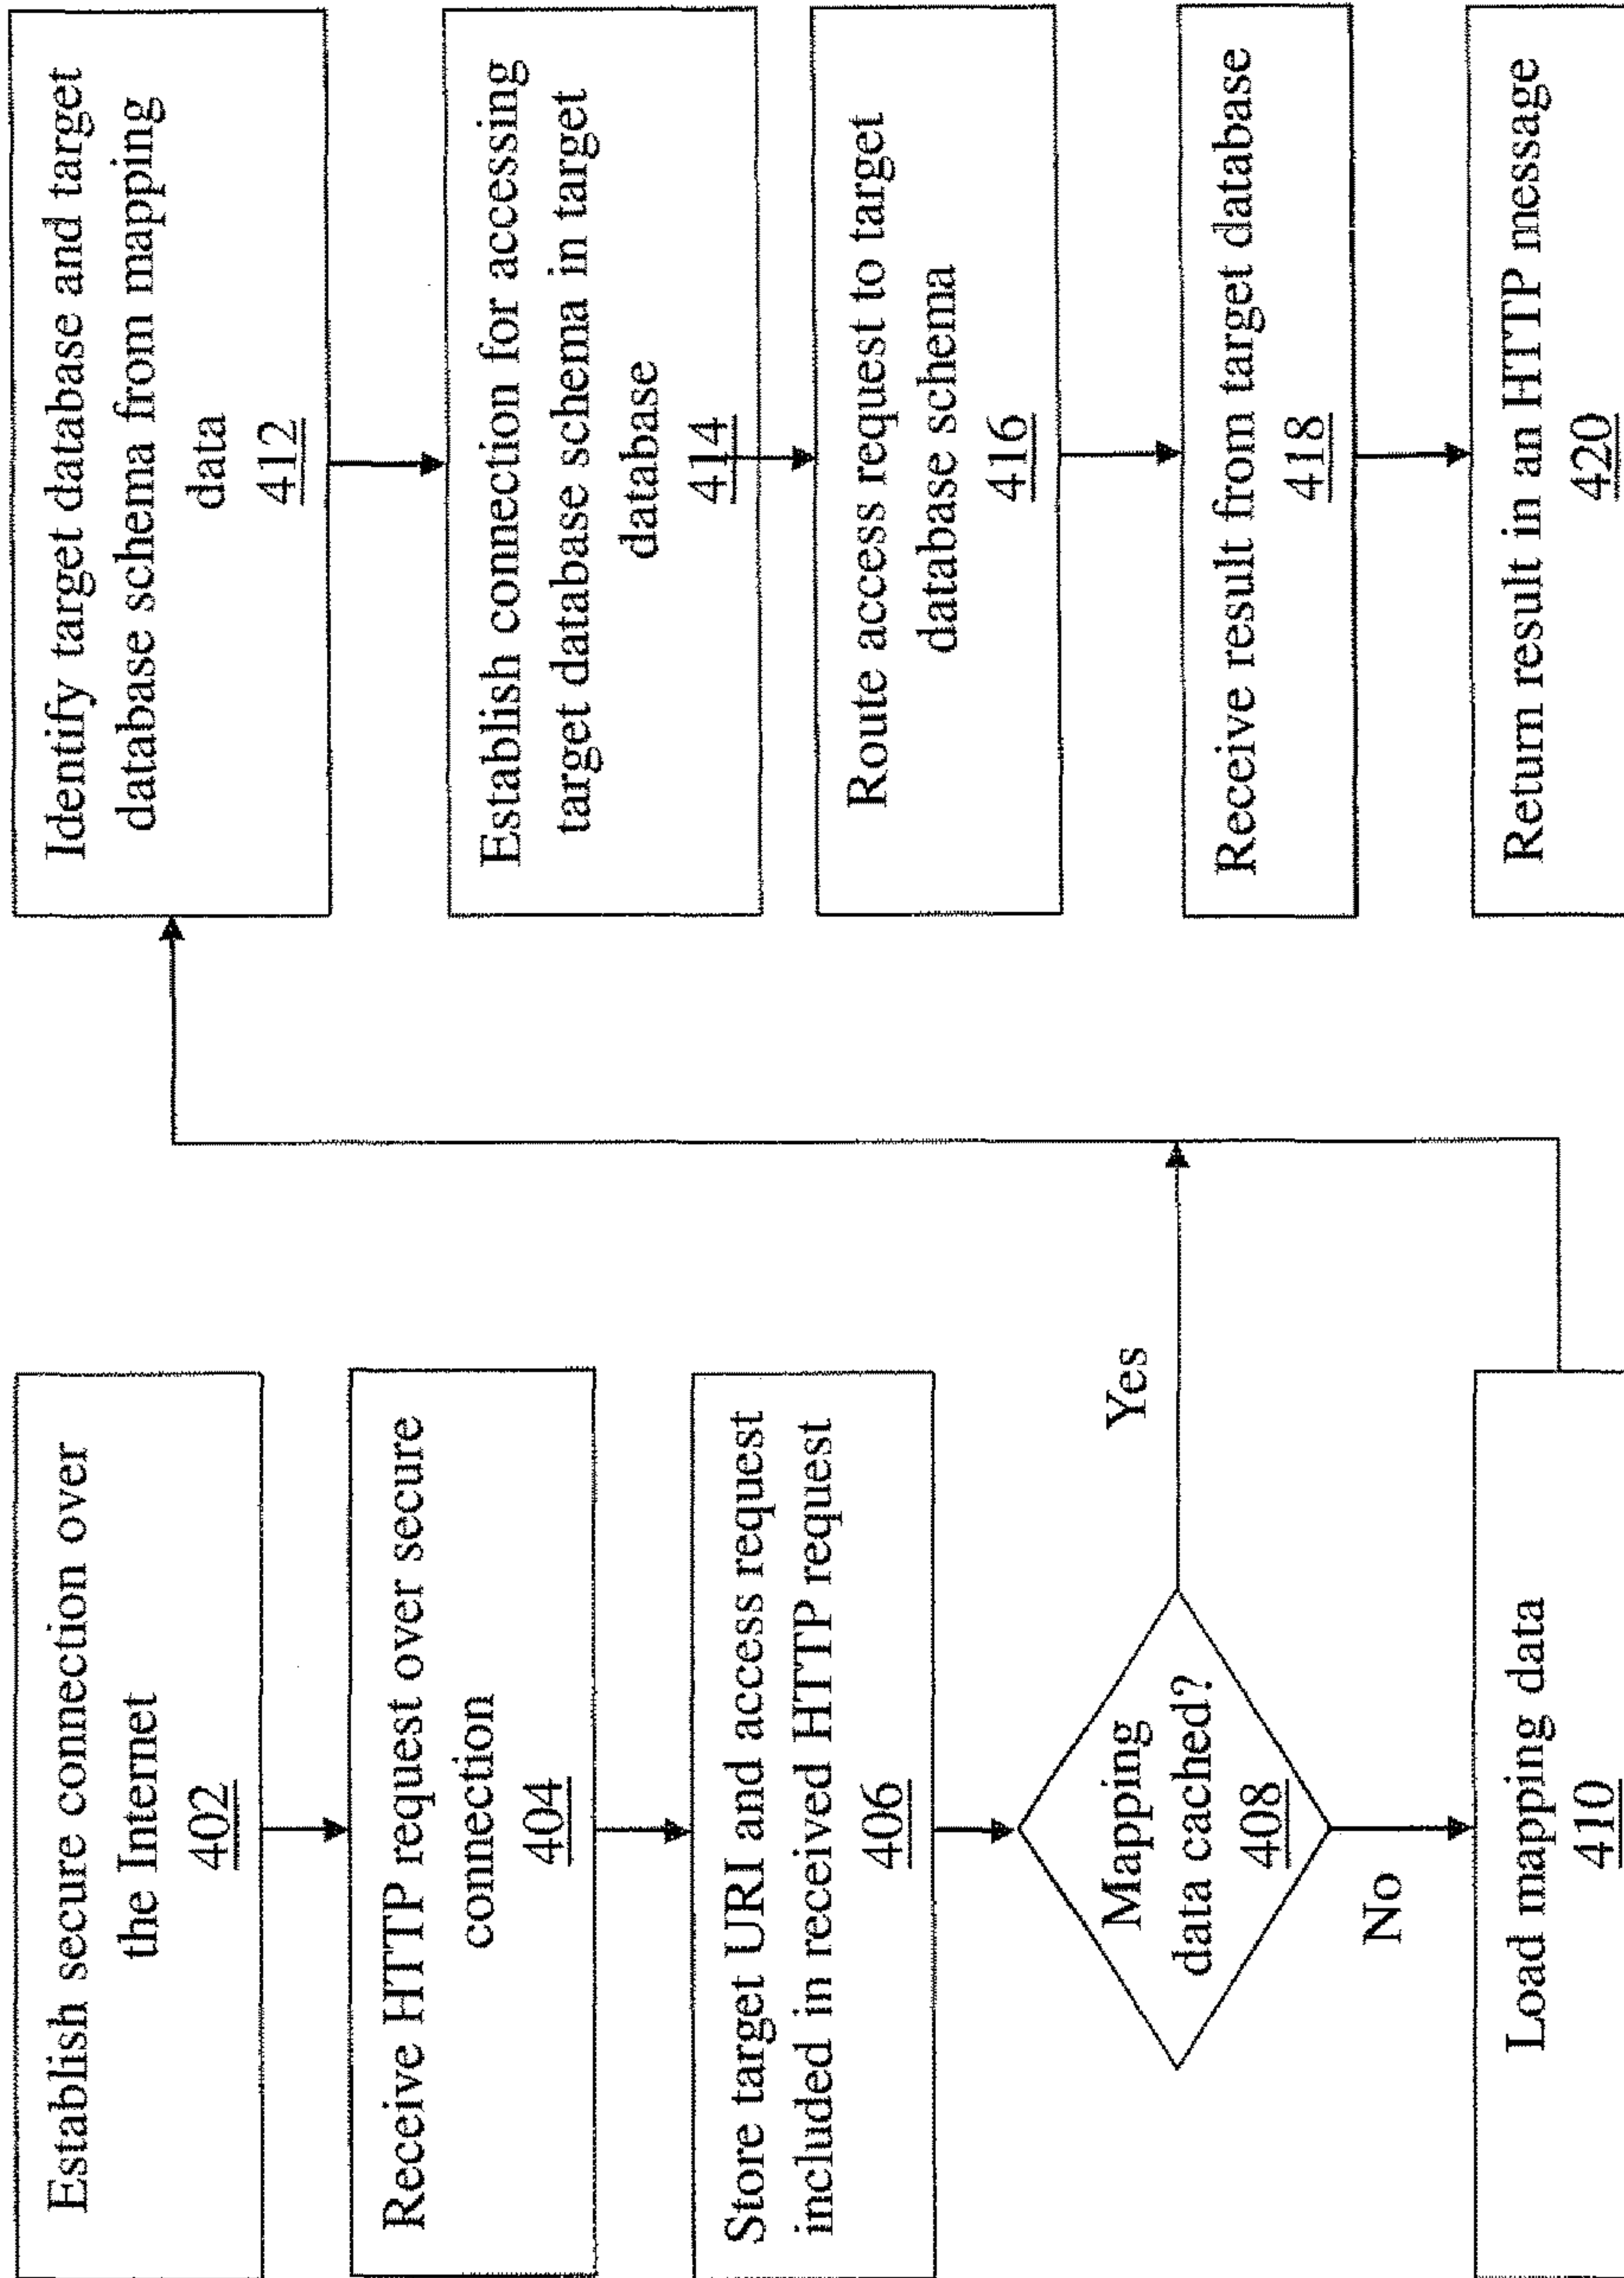 Establish secure connection over
the Internet
402
Receive HTTP request over secure
connection
404
Store target URI and access request
included in received HTTP request
406
Mapping
data cached?
408
Yes
No
Load mapping data
410
Identify target database and target
database schema from mapping
data
412
Establish connection for accessing
target database schema in target
database
414
Route access request to target
database schema
416
Receive result from target database
418
Return result in an HTTP message
420